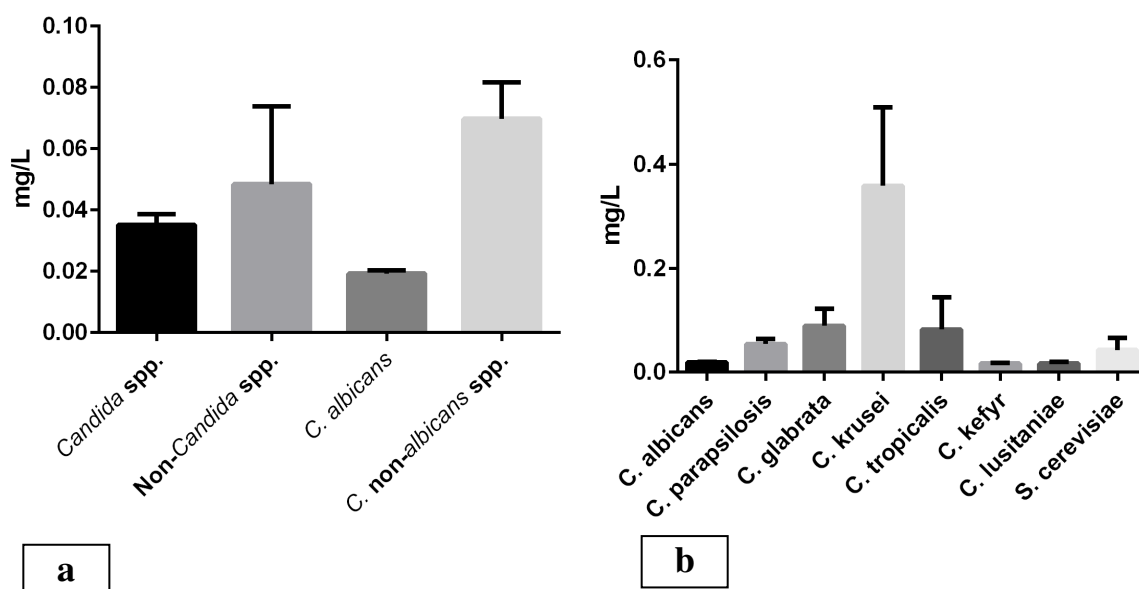 0.10
0.08
0.06
0.04
0.02
0.00
mg/L
Candida spp.
Non-Candida spp.
C. albicans
C. non-albicans spp.
a
0.6
0.4
0.2
0.0
mg/L
C. albicans
C. parapsilosis
C. glabrata
C. krusei
C. tropicalis
C. kefyr
C. lusitaniae
S. cerevisiae
b